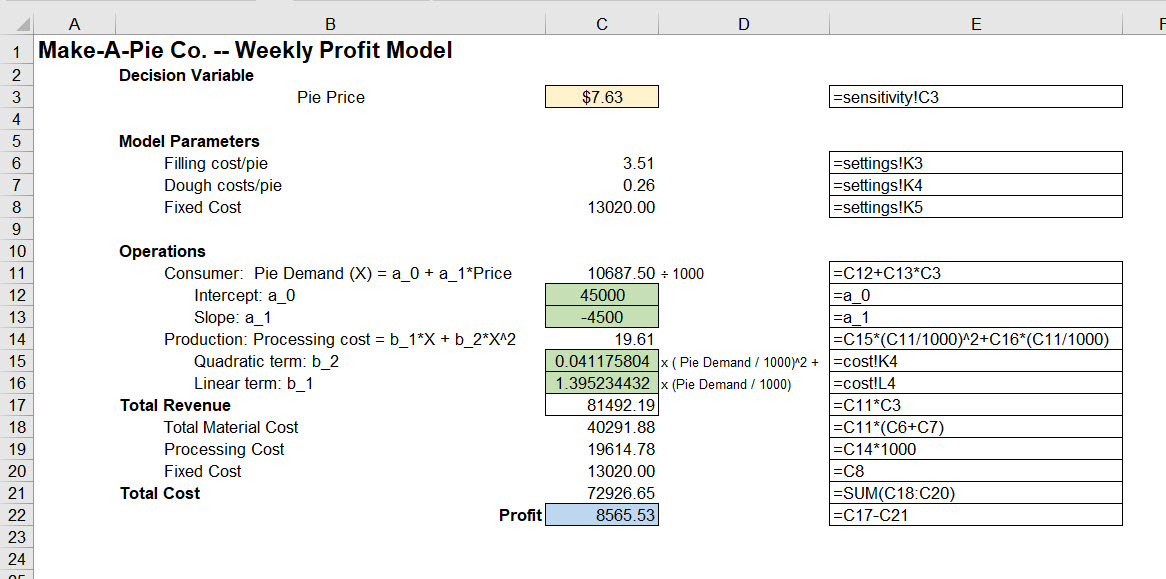 A B C D E F
1 Make-A-Pie Co. -- Weekly Profit Model
2 Decision Variable
3 Pie Price $7.63 =sensitivity!C3
4
5 Model Parameters
6 Filling cost/pie 3.51 =settings!K3
7 Dough costs/pie 0.26 =settings!K4
8 Fixed Cost 13020.00 =settings!K5
9
10 Operations
11 Consumer: Pie Demand (X) = a_0 + a_1*Price 10687.50 ÷ 1000 =C12+C13*C3
12 Intercept: a_0 45000 =a_0
13 Slope: a_1 -4500 =a_1
14 Production: Processing cost = b_1*X + b_2*X^2 19.61 =C15*(C11/1000)^2+C16*(C11/1000)
15 Quadratic term: b_2 0.041175804 x ( Pie Demand / 1000)^2 + =cost!K4
16 Linear term: b_1 1.395234432 x (Pie Demand / 1000) =cost!L4
17 Total Revenue 81492.19 =C11*C3
18 Total Material Cost 40291.88 =C11*(C6+C7)
19 Processing Cost 19614.78 =C14*1000
20 Fixed Cost 13020.00 =C8
21 Total Cost 72926.65 =SUM(C18:C20)
22 Profit 8565.53 =C17-C21
23
24
25